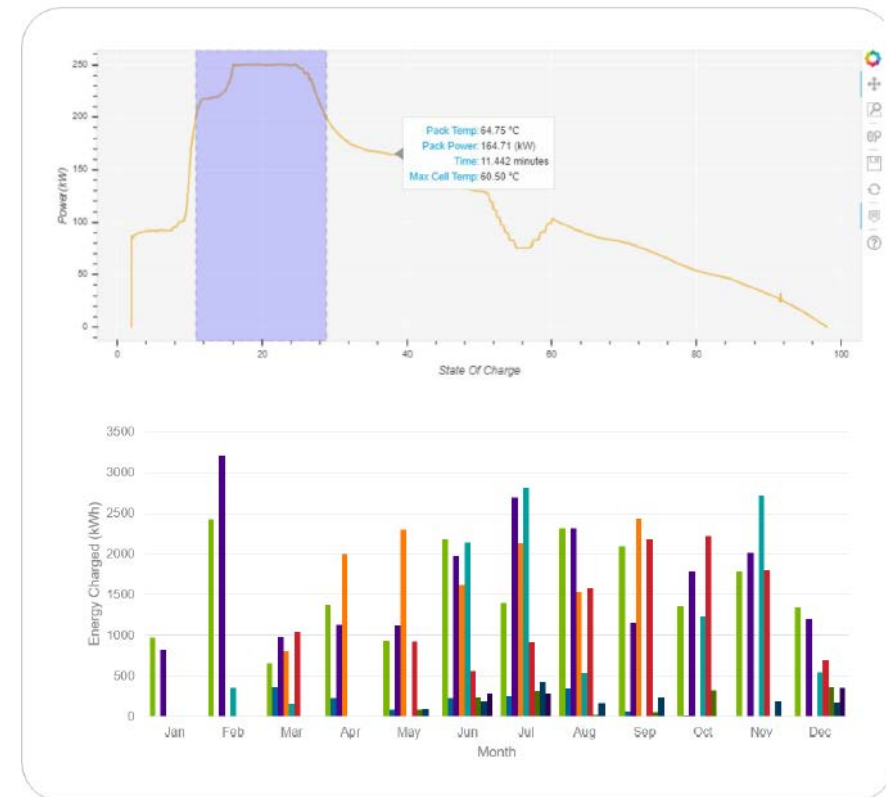 250
200
150
100
50
0
Power(kW)
Pack Temp: 64.75 °C
Pack Power: 164.71 (kW)
Time: 11.442 minutes
Max Cell Temp: 60.50 °C
0 20 40 60 80 100
State Of Charge
3500
3000
2500
2000
1500
1000
500
0
Energy Charged (kWh)
Jan Feb Mar Apr May Jun Jul Aug Sep Oct Nov Dec
Month